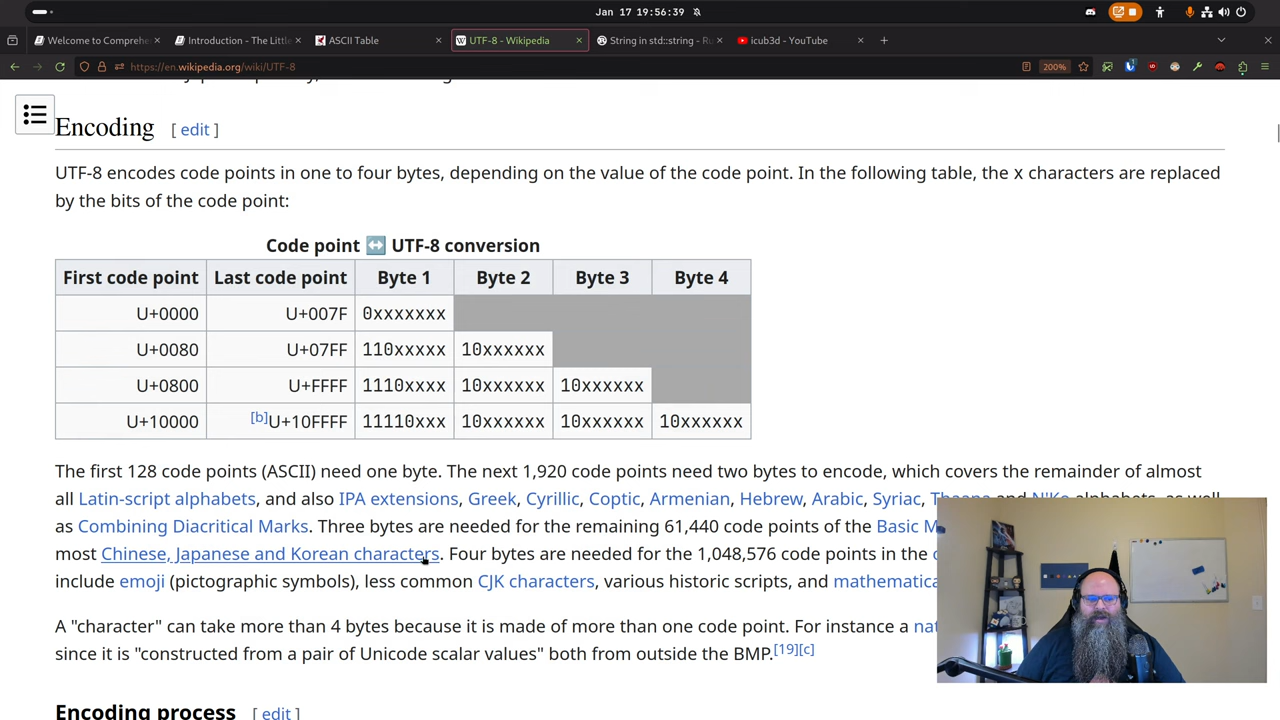 Jan 17 19:56:39
Welcome to Comprehe
Introduction - The Little
ASCII Table
UTF-8 - Wikipedia
String in std::string - Ru
icub3d - YouTube
https://en.wikipedia.org/wiki/UTF-8
200%
Encoding [ edit ]
UTF-8 encodes code points in one to four bytes, depending on the value of the code point. In the following table, the x characters are replaced
by the bits of the code point:
Code point ↔ UTF-8 conversion
First code point Last code point Byte 1 Byte 2 Byte 3 Byte 4
U+0000 U+007F 0xxxxxxx
U+0080 U+07FF 110xxxxx 10xxxxxx
U+0800 U+FFFF 1110xxxx 10xxxxxx 10xxxxxx
U+10000 [b]U+10FFFF 11110xxx 10xxxxxx 10xxxxxx 10xxxxxx
The first 128 code points (ASCII) need one byte. The next 1,920 code points need two bytes to encode, which covers the remainder of almost
all Latin-script alphabets, and also IPA extensions, Greek, Cyrillic, Coptic, Armenian, Hebrew, Arabic, Syriac, Thaana and N'Ko alphabets, as well
as Combining Diacritical Marks. Three bytes are needed for the remaining 61,440 code points of the Basic M
most Chinese, Japanese and Korean characters. Four bytes are needed for the 1,048,576 code points in the
include emoji (pictographic symbols), less common CJK characters, various historic scripts, and mathematica
A "character" can take more than 4 bytes because it is made of more than one code point. For instance a nat
since it is "constructed from a pair of Unicode scalar values" both from outside the BMP.[19][c]
Encoding process [ edit ]